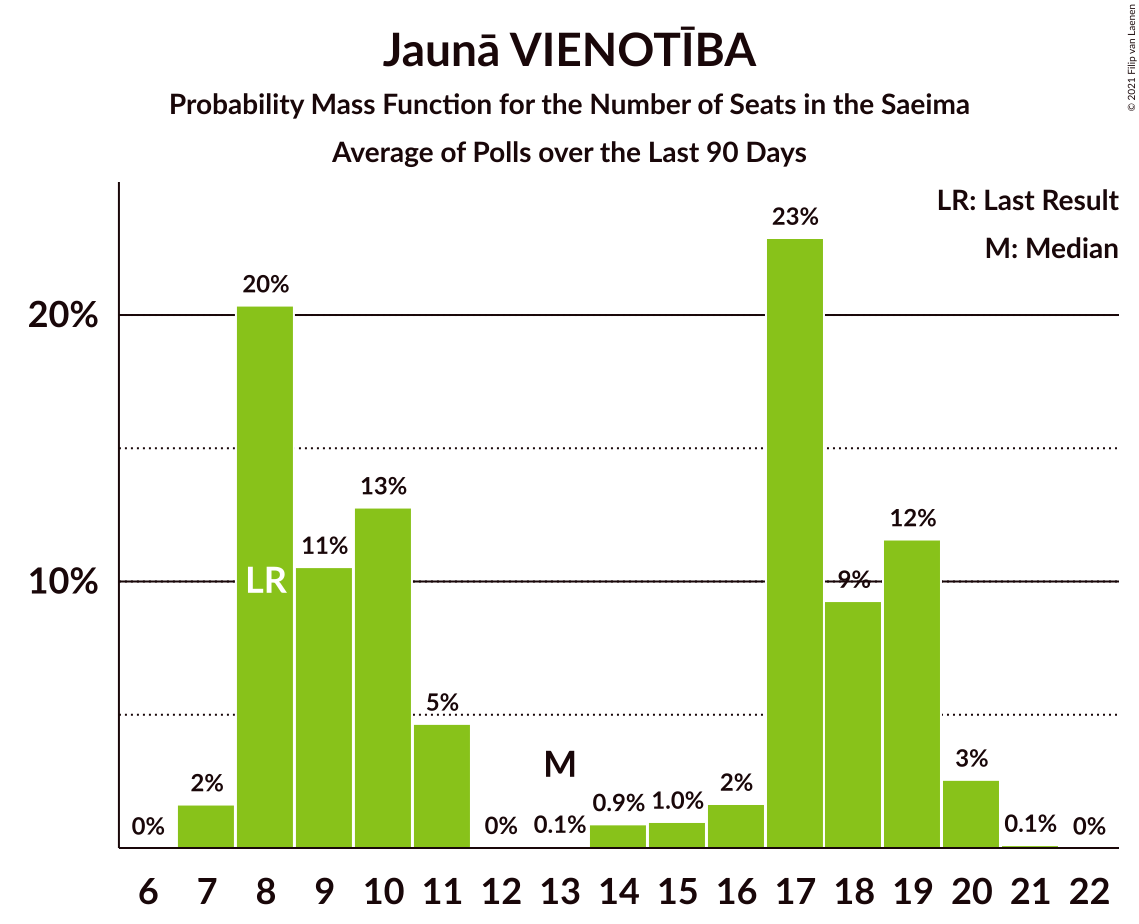 Jaunā VIENOTĪBA
Probability Mass Function for the Number of Seats in the Saeima
Average of Polls over the Last 90 Days
© 2021 Filip van Laenen
LR: Last Result
M: Median
23%
20%
20%
13%
12%
11%
10%
LR
9%
5%
M
3%
2%
2%
0.9%
1.0%
0%
0%
0.1%
0.1%
0%
6 7 8 9 10 11 12 13 14 15 16 17 18 19 20 21 22